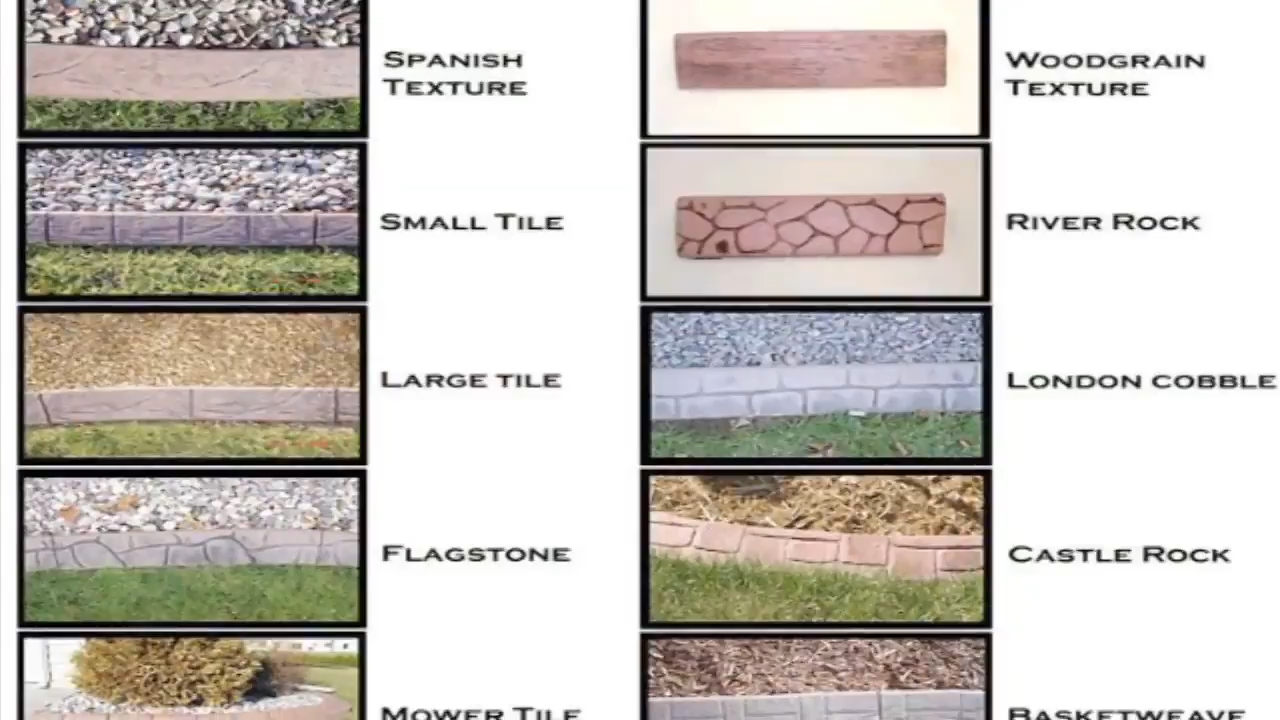 SPANISH
TEXTURE
WOODGRAIN
TEXTURE
SMALL TILE
RIVER ROCK
LARGE TILE
LONDON COBBLE
FLAGSTONE
CASTLE ROCK
MOWER TILE
BASKETWEAVE